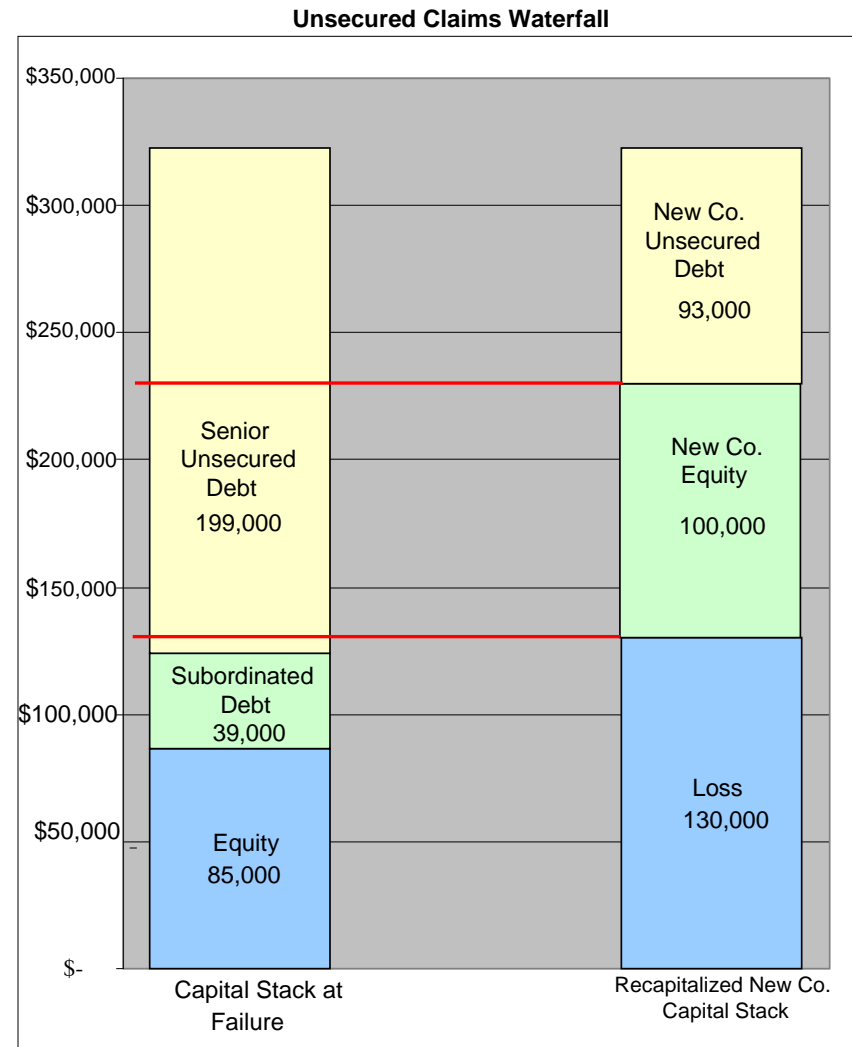 Unsecured Claims Waterfall
$350,000
$300,000
$250,000
$200,000
$150,000
$100,000
$50,000
$-
Senior
Unsecured
Debt
199,000
Subordinated
Debt
39,000
Equity
85,000
New Co.
Unsecured
Debt
93,000
New Co.
Equity
100,000
Loss
130,000
Capital Stack at
Failure
Recapitalized New Co.
Capital Stack